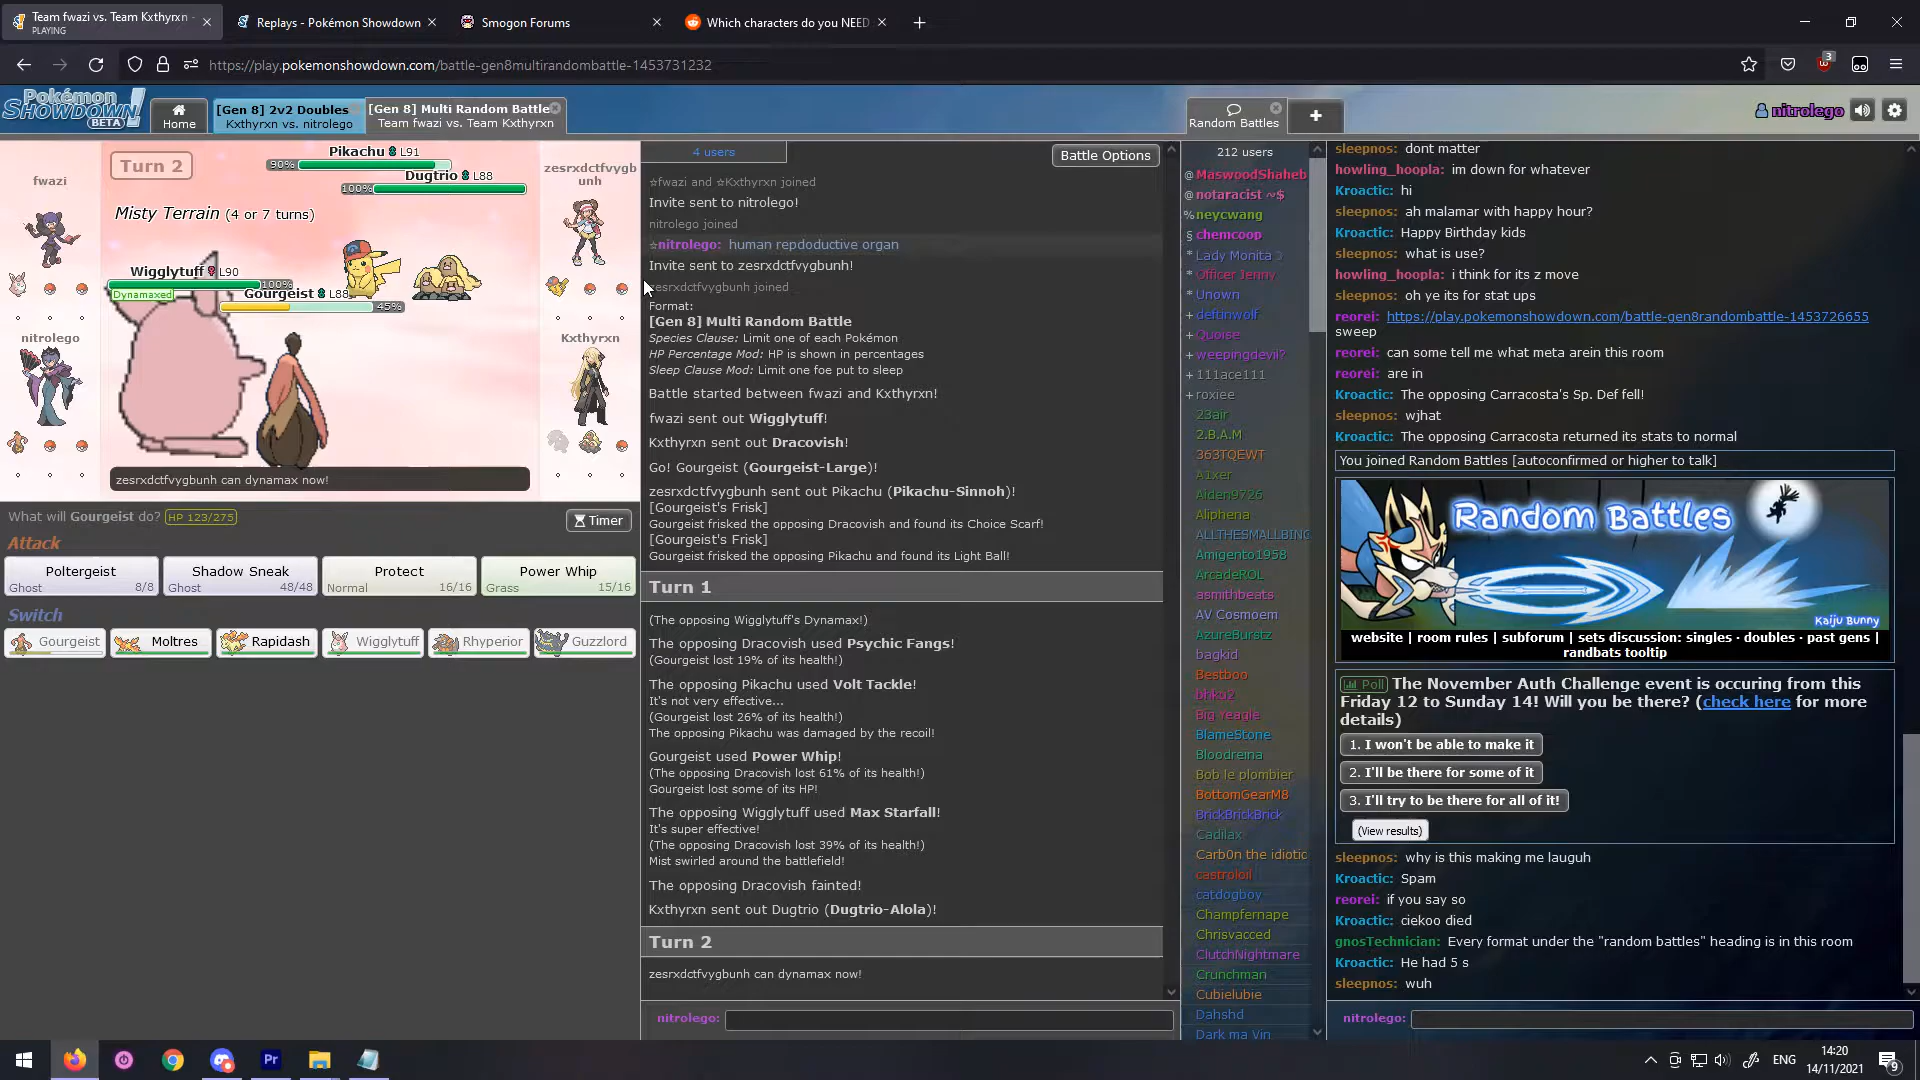 Team fwazi vs. Team Kxthyrxn -
PLAYING
Replays - Pokémon Showdown
Smogon Forums
Which characters do you NEED
https://play.pokemonshowdown.com/battle-gen8multirandombattle-1453731232
3
Pokémon
SHOWDOWN!
BETA
Home
[Gen 8] 2v2 Doubles
Kxthyrxn vs. nitrolego
[Gen 8] Multi Random Battle
Team fwazi vs. Team Kxthyrxn
Random Battles
nitrolego
Turn 2
Pikachu L91
90%
Dugtrio L88
100%
Misty Terrain (4 or 7 turns)
fwazi
zesrxdctfvygb
unh
Wigglytuff L90
100%
Dynamaxed
Gourgeist L88
45%
nitrolego
Kxthyrxn
zesrxdctfvygbunh can dynamax now!
What will Gourgeist do? HP 123/275
Timer
Attack
Poltergeist
Ghost 8/8
Shadow Sneak
Ghost 48/48
Protect
Normal 16/16
Power Whip
Grass 15/16
Switch
Gourgeist
Moltres
Rapidash
Wigglytuff
Rhyperior
Guzzlord
4 users
Battle Options
☆fwazi and ☆Kxthyrxn joined
Invite sent to nitrolego!
nitrolego joined
☆nitrolego: human repdoductive organ
Invite sent to zesrxdctfvygbunh!
zesrxdctfvygbunh joined
Format:
[Gen 8] Multi Random Battle
Species Clause: Limit one of each Pokémon
HP Percentage Mod: HP is shown in percentages
Sleep Clause Mod: Limit one foe put to sleep
Battle started between fwazi and Kxthyrxn!
fwazi sent out Wigglytuff!
Kxthyrxn sent out Dracovish!
Go! Gourgeist (Gourgeist-Large)!
zesrxdctfvygbunh sent out Pikachu (Pikachu-Sinnoh)!
[Gourgeist's Frisk]
Gourgeist frisked the opposing Dracovish and found its Choice Scarf!
[Gourgeist's Frisk]
Gourgeist frisked the opposing Pikachu and found its Light Ball!
Turn 1
(The opposing Wigglytuff's Dynamax!)
The opposing Dracovish used Psychic Fangs!
(Gourgeist lost 19% of its health!)
The opposing Pikachu used Volt Tackle!
It's not very effective...
(Gourgeist lost 26% of its health!)
The opposing Pikachu was damaged by the recoil!
Gourgeist used Power Whip!
(The opposing Dracovish lost 61% of its health!)
Gourgeist lost some of its HP!
The opposing Wigglytuff used Max Starfall!
It's super effective!
(The opposing Dracovish lost 39% of its health!)
Mist swirled around the battlefield!
The opposing Dracovish fainted!
Kxthyrxn sent out Dugtrio (Dugtrio-Alola)!
Turn 2
zesrxdctfvygbunh can dynamax now!
nitrolego:
212 users
@MaswoodShaheb
@notaracist ~$
%neycwang
§ chemcoop
* Lady Monita
* Officer Jenny
* Unown
+ deftinwolf
+ Quoise
+ weepingdevil?
+ 111ace111
+ roxiee
23air
2.B.A.M
363TQEWT
A1xer
Alden9726
Aliphena
ALLTHESMALLBING
Amigento1958
ArcadeROL
asmithbeats
AV Cosmoem
AzureBurstz
bagkid
Bestboo
bhku2
Big Yeagle
BlameStone
Bloodreina
Bob le plombier
BottomGearM8
BrickBrickBrick
Cadilax
Carb0n the idiotic
castroloil
catdogboy
Champfernape
Chrisvacced
ClutchNightmare
Crunchman
Cubielubie
Dahshd
Dark ma Vin
sleepnos: dont matter
howling_hoopla: im down for whatever
Kroactic: hi
sleepnos: ah malamar with happy hour?
Kroactic: Happy Birthday kids
sleepnos: what is use?
howling_hoopla: i think for its z move
sleepnos: oh ye its for stat ups
reorei: https://play.pokemonshowdown.com/battle-gen8randombattle-1453726655
sweep
reorei: can some tell me what meta arein this room
reorei: are in
Kroactic: The opposing Carracosta's Sp. Def fell!
sleepnos: wjhat
Kroactic: The opposing Carracosta returned its stats to normal
You joined Random Battles [autoconfirmed or higher to talk]
Random Battles
Kaiju Bunny
website | room rules | subforum | sets discussion: singles · doubles · past gens |
randbats tooltip
Poll The November Auth Challenge event is occuring from this
Friday 12 to Sunday 14! Will you be there? (check here for more
details)
1. I won't be able to make it
2. I'll be there for some of it
3. I'll try to be there for all of it!
(View results)
sleepnos: why is this making me lauguh
Kroactic: Spam
reorei: if you say so
Kroactic: ciekoo died
gnosTechnician: Every format under the "random battles" heading is in this room
Kroactic: He had 5 s
sleepnos: wuh
nitrolego:
Pr
ENG
14:20
14/11/2021
9